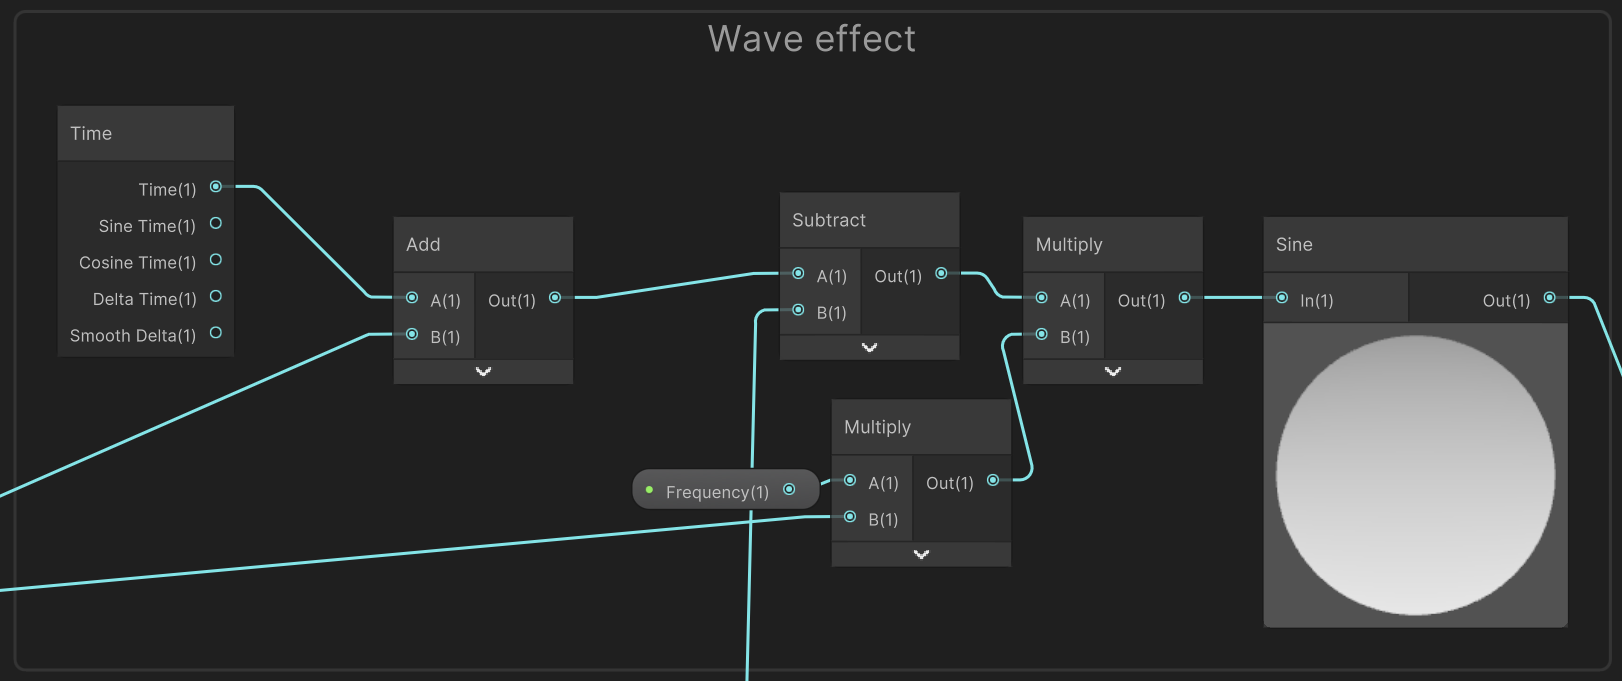 Wave effect
Time
Time(1)
Sine Time(1)
Cosine Time(1)
Delta Time(1)
Smooth Delta(1)
Add
A(1)
Out(1)
B(1)
Subtract
A(1)
Out(1)
B(1)
Multiply
A(1)
Out(1)
B(1)
Sine
In(1)
Out(1)
Frequency(1)
Multiply
A(1)
Out(1)
B(1)